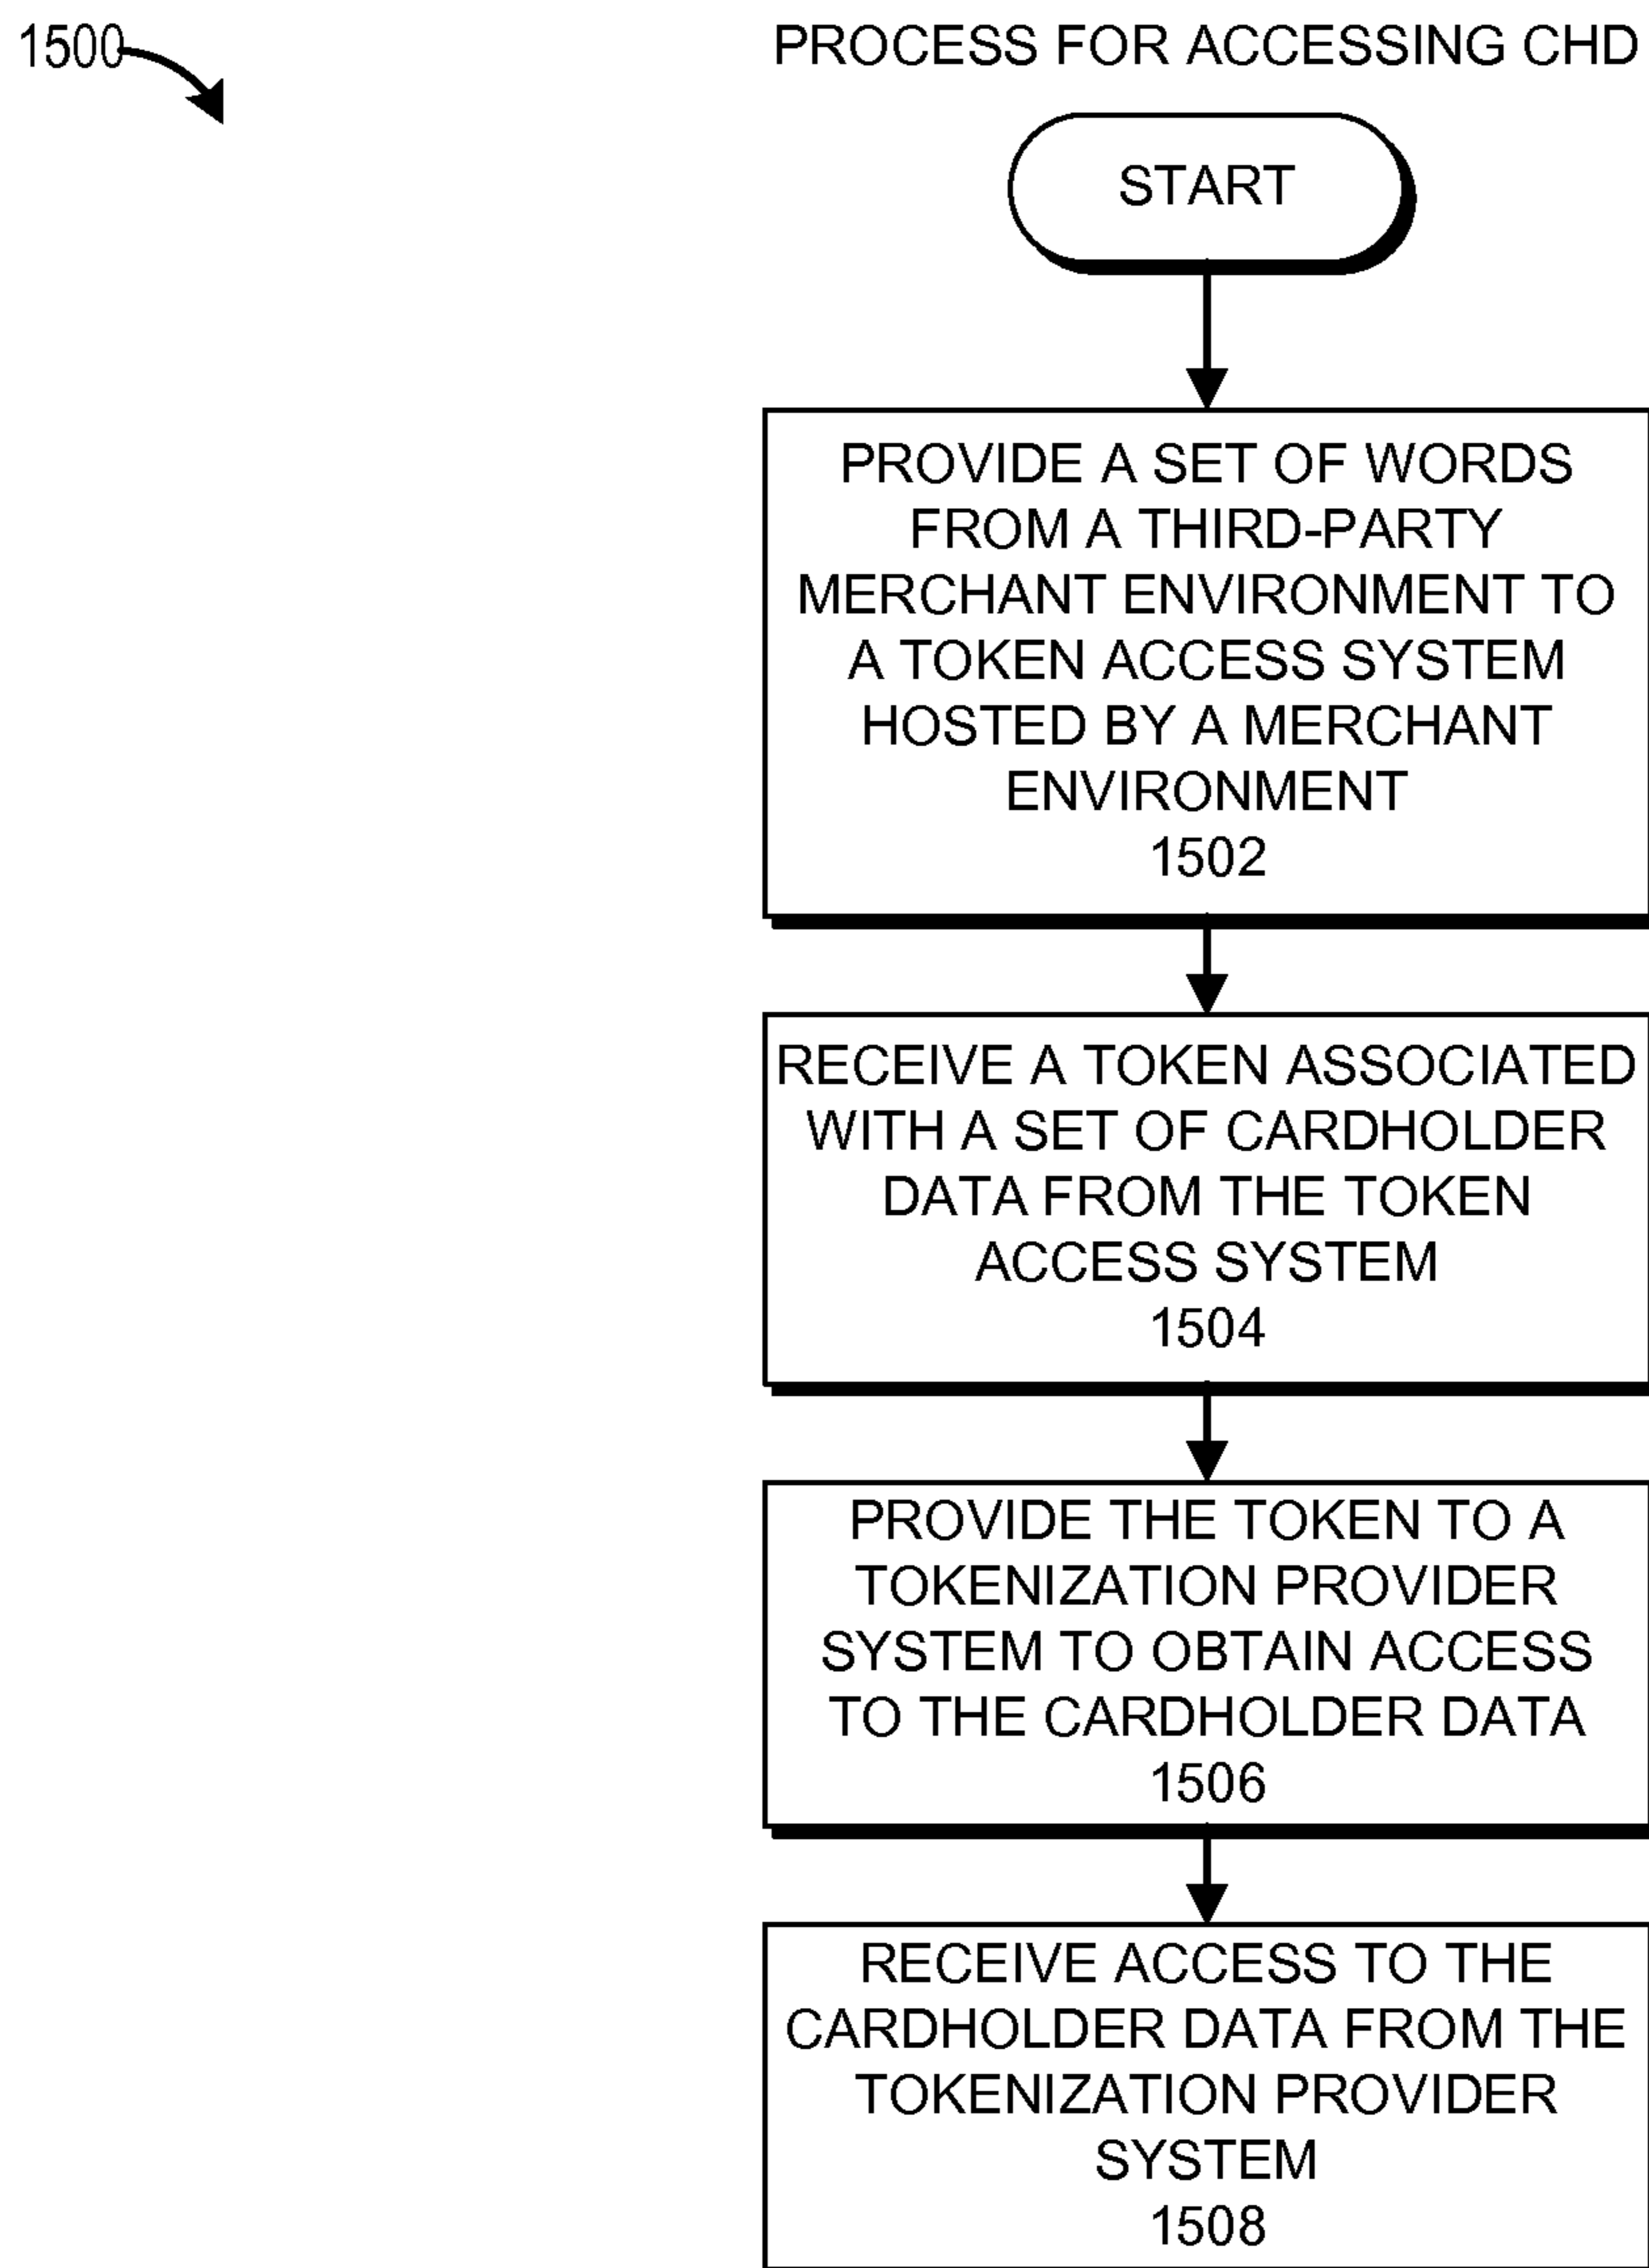 1500
PROCESS FOR ACCESSING CHD
START
PROVIDE A SET OF WORDS
FROM A THIRD-PARTY
MERCHANT ENVIRONMENT TO
A TOKEN ACCESS SYSTEM
HOSTED BY A MERCHANT
ENVIRONMENT
1502
RECEIVE A TOKEN ASSOCIATED
WITH A SET OF CARDHOLDER
DATA FROM THE TOKEN
ACCESS SYSTEM
1504
PROVIDE THE TOKEN TO A
TOKENIZATION PROVIDER
SYSTEM TO OBTAIN ACCESS
TO THE CARDHOLDER DATA
1506
RECEIVE ACCESS TO THE
CARDHOLDER DATA FROM THE
TOKENIZATION PROVIDER
SYSTEM
1508